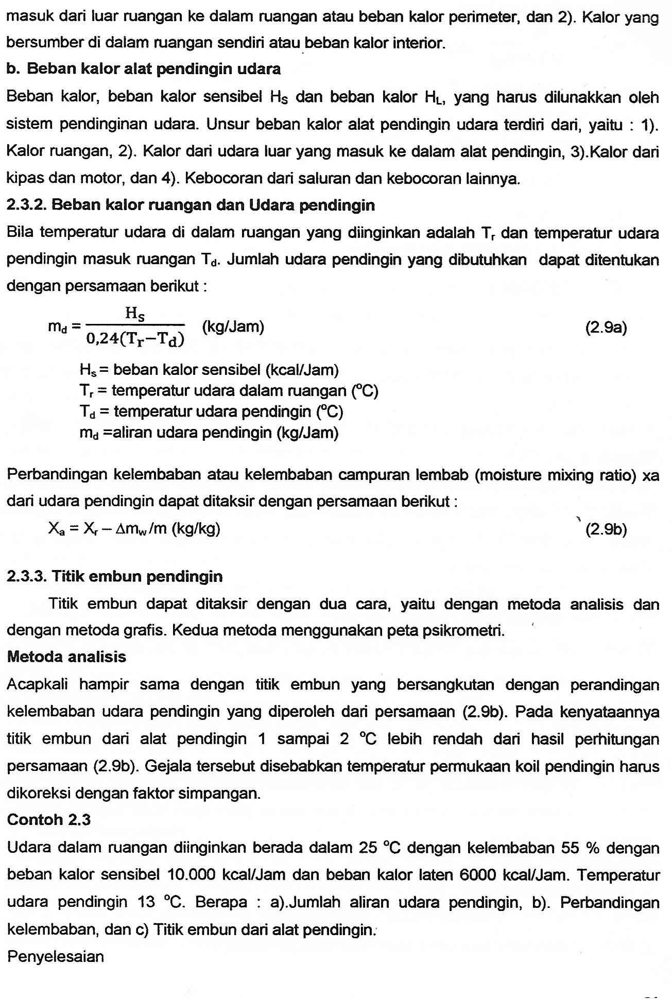 masuk dari luar ruangan ke dalam ruangan atau beban kalor perimeter, dan 2). Kalor yang
bersumber di dalam ruangan sendiri atau beban kalor interior.
b. Beban kalor alat pendingin udara
Beban kalor, beban kalor sensibel H_S dan beban kalor H_L, yang harus dilunakkan oleh
sistem pendinginan udara. Unsur beban kalor alat pendingin udara terdiri dari, yaitu : 1).
Kalor ruangan, 2). Kalor dari udara luar yang masuk ke dalam alat pendingin, 3).Kalor dari
kipas dan motor, dan 4). Kebocoran dari saluran dan kebocoran lainnya.
2.3.2. Beban kalor ruangan dan Udara pendingin
Bila temperatur udara di dalam ruangan yang diinginkan adalah T_r dan temperatur udara
pendingin masuk ruangan T_d. Jumlah udara pendingin yang dibutuhkan dapat ditentukan
dengan persamaan berikut :
m_d = H_S / 0,24(T_r−T_d) (kg/Jam) (2.9a)
H_s = beban kalor sensibel (kcal/Jam)
T_r = temperatur udara dalam ruangan (°C)
T_d = temperatur udara pendingin (°C)
m_d =aliran udara pendingin (kg/Jam)
Perbandingan kelembaban atau kelembaban campuran lembab (moisture mixing ratio) xa
dari udara pendingin dapat ditaksir dengan persamaan berikut :
X_a = X_r – Δm_w/m (kg/kg) (2.9b)
2.3.3. Titik embun pendingin
Titik embun dapat ditaksir dengan dua cara, yaitu dengan metoda analisis dan
dengan metoda grafis. Kedua metoda menggunakan peta psikrometri.
Metoda analisis
Acapkali hampir sama dengan titik embun yang bersangkutan dengan perandingan
kelembaban udara pendingin yang diperoleh dari persamaan (2.9b). Pada kenyataannya
titik embun dari alat pendingin 1 sampai 2 °C lebih rendah dari hasil perhitungan
persamaan (2.9b). Gejala tersebut disebabkan temperatur permukaan koil pendingin harus
dikoreksi dengan faktor simpangan.
Contoh 2.3
Udara dalam ruangan diinginkan berada dalam 25 °C dengan kelembaban 55 % dengan
beban kalor sensibel 10.000 kcal/Jam dan beban kalor laten 6000 kcal/Jam. Temperatur
udara pendingin 13 °C. Berapa : a).Jumlah aliran udara pendingin, b). Perbandingan
kelembaban, dan c) Titik embun dari alat pendingin.
Penyelesaian